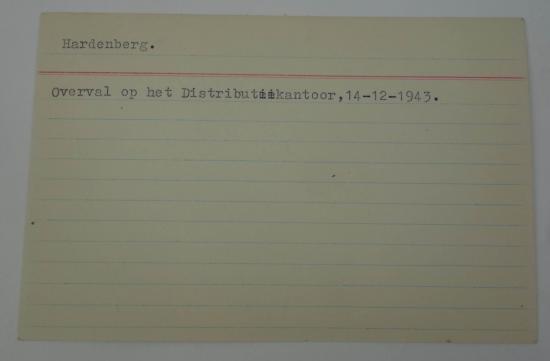 Hardenberg.
Overval op het Distributiekantoor,14-12-1943.